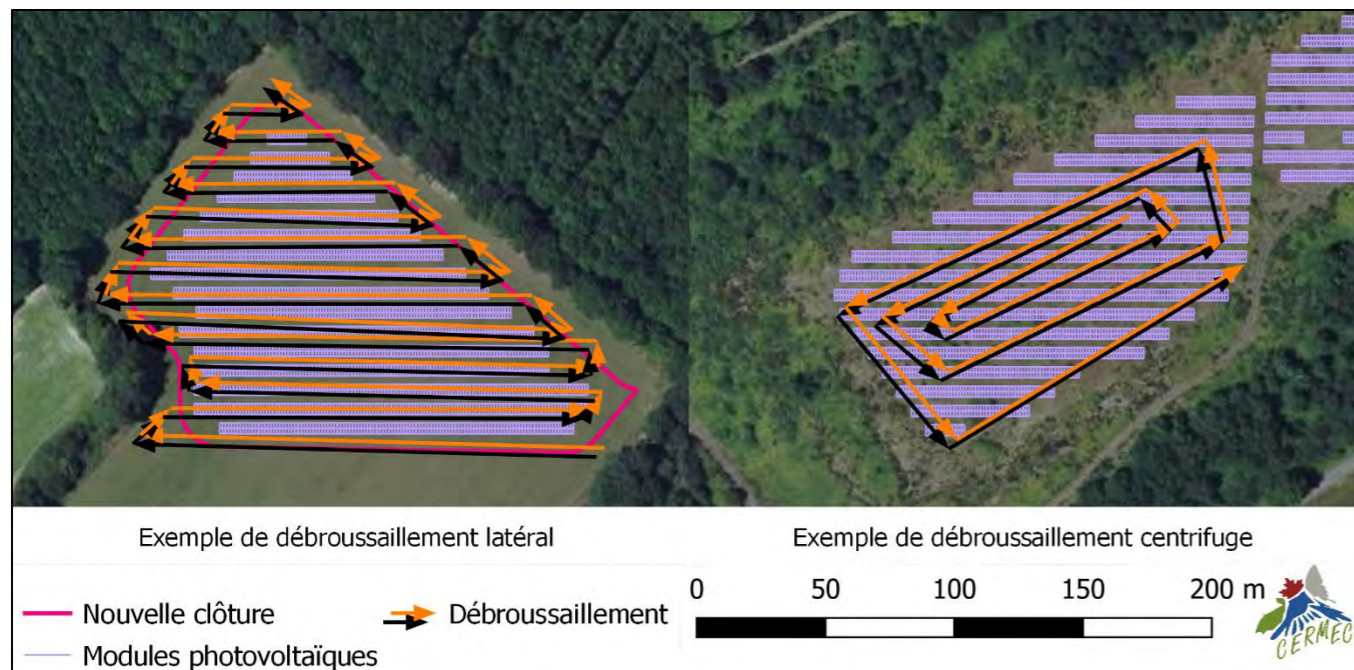 Exemple de débroussaillement latéral
Exemple de débroussaillement centrifuge
Nouvelle clôture
Débroussaillement
Modules photovoltaïques
0 50 100 150 200 m
CERMEC